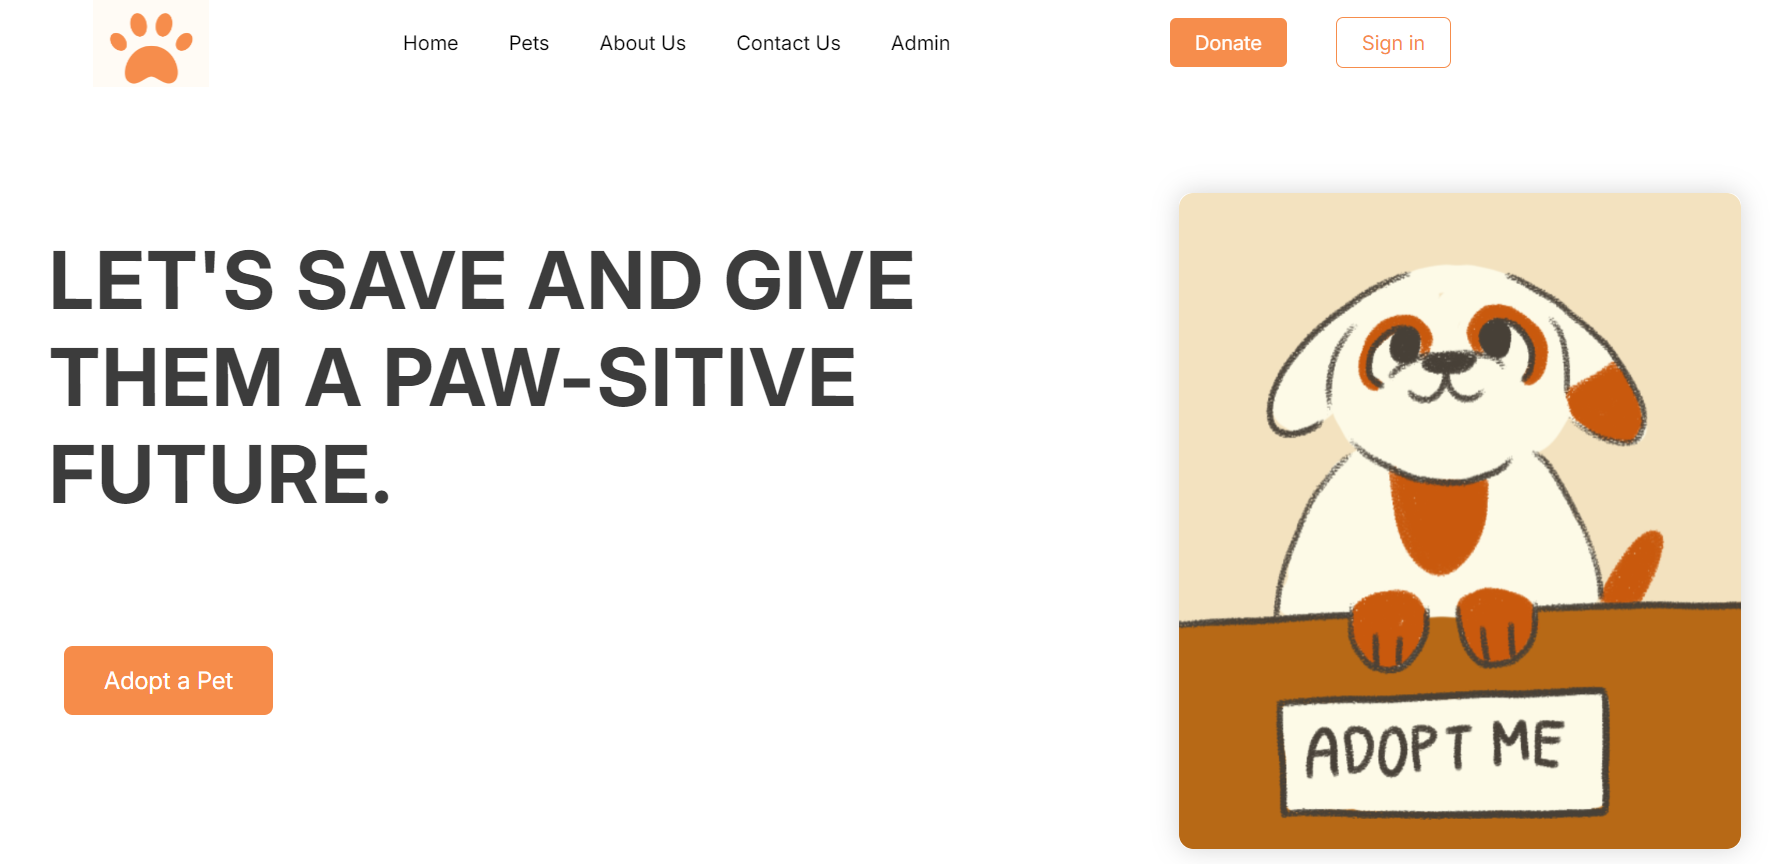 Home Pets About Us Contact Us Admin Donate Sign in
LET'S SAVE AND GIVE
THEM A PAW-SITIVE
FUTURE.
Adopt a Pet
ADOPT ME